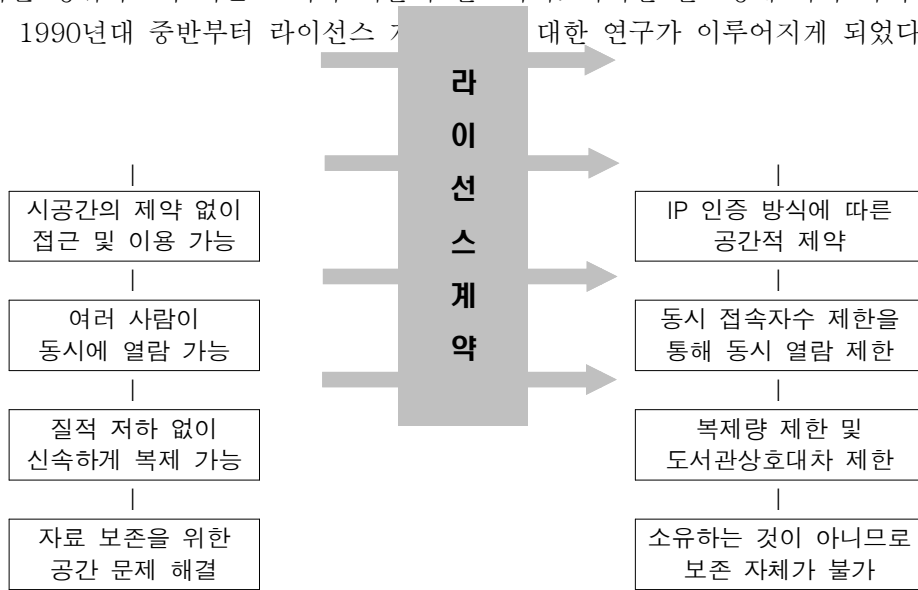 1990년대 중반부터 라이선스
대한 연구가 이루어지게 되었다
라
이
선
스
계
약
시공간의 제약 없이
접근 및 이용 가능
여러 사람이
동시에 열람 가능
질적 저하 없이
신속하게 복제 가능
자료 보존을 위한
공간 문제 해결
IP 인증 방식에 따른
공간적 제약
동시 접속자수 제한을
통해 동시 열람 제한
복제량 제한 및
도서관상호대차 제한
소유하는 것이 아니므로
보존 자체가 불가